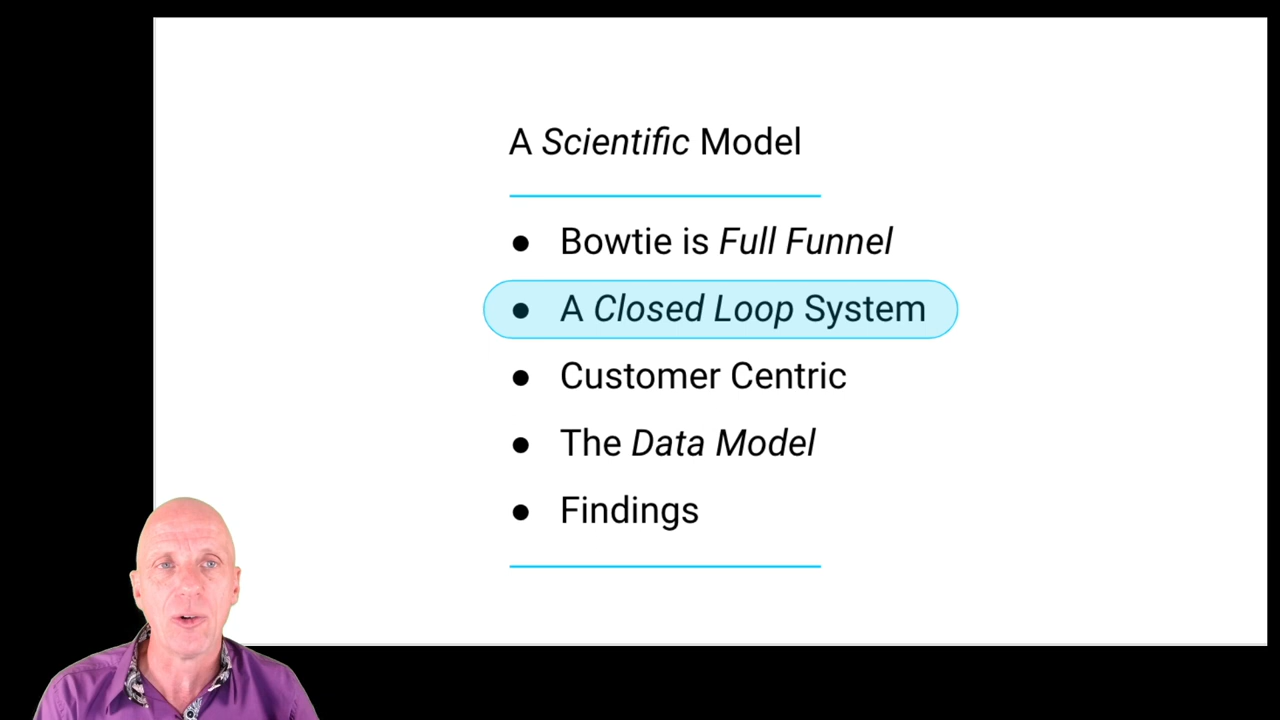 A Scientific Model
● Bowtie is Full Funnel
● A Closed Loop System
● Customer Centric
● The Data Model
● Findings